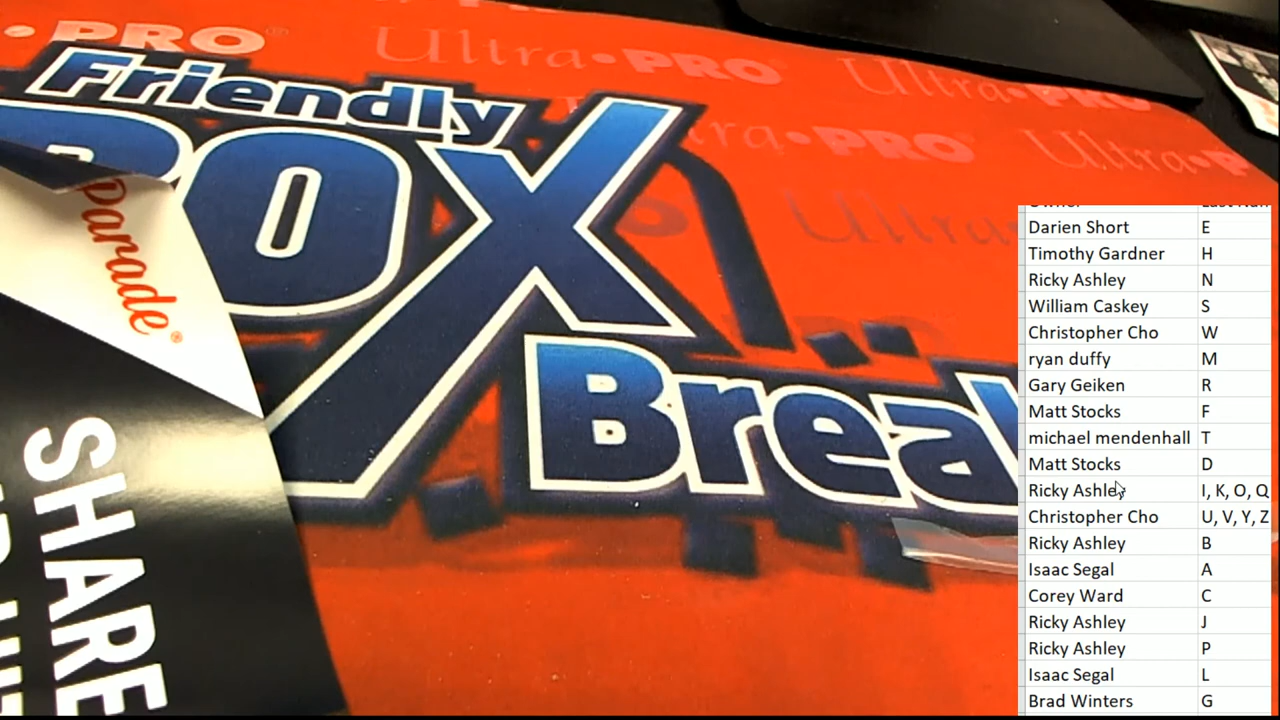 PRO
Ultra•PRO
Ultra•PRO
Friendly
BOX
Break
ra•PRO
Ultra•P
Ultra
Parade®
SHARE
Darien Short E
Timothy Gardner H
Ricky Ashley N
William Caskey S
Christopher Cho W
ryan duffy M
Gary Geiken R
Matt Stocks F
michael mendenhall T
Matt Stocks D
Ricky Ashley I, K, O, Q
Christopher Cho U, V, Y, Z
Ricky Ashley B
Isaac Segal A
Corey Ward C
Ricky Ashley J
Ricky Ashley P
Isaac Segal L
Brad Winters G